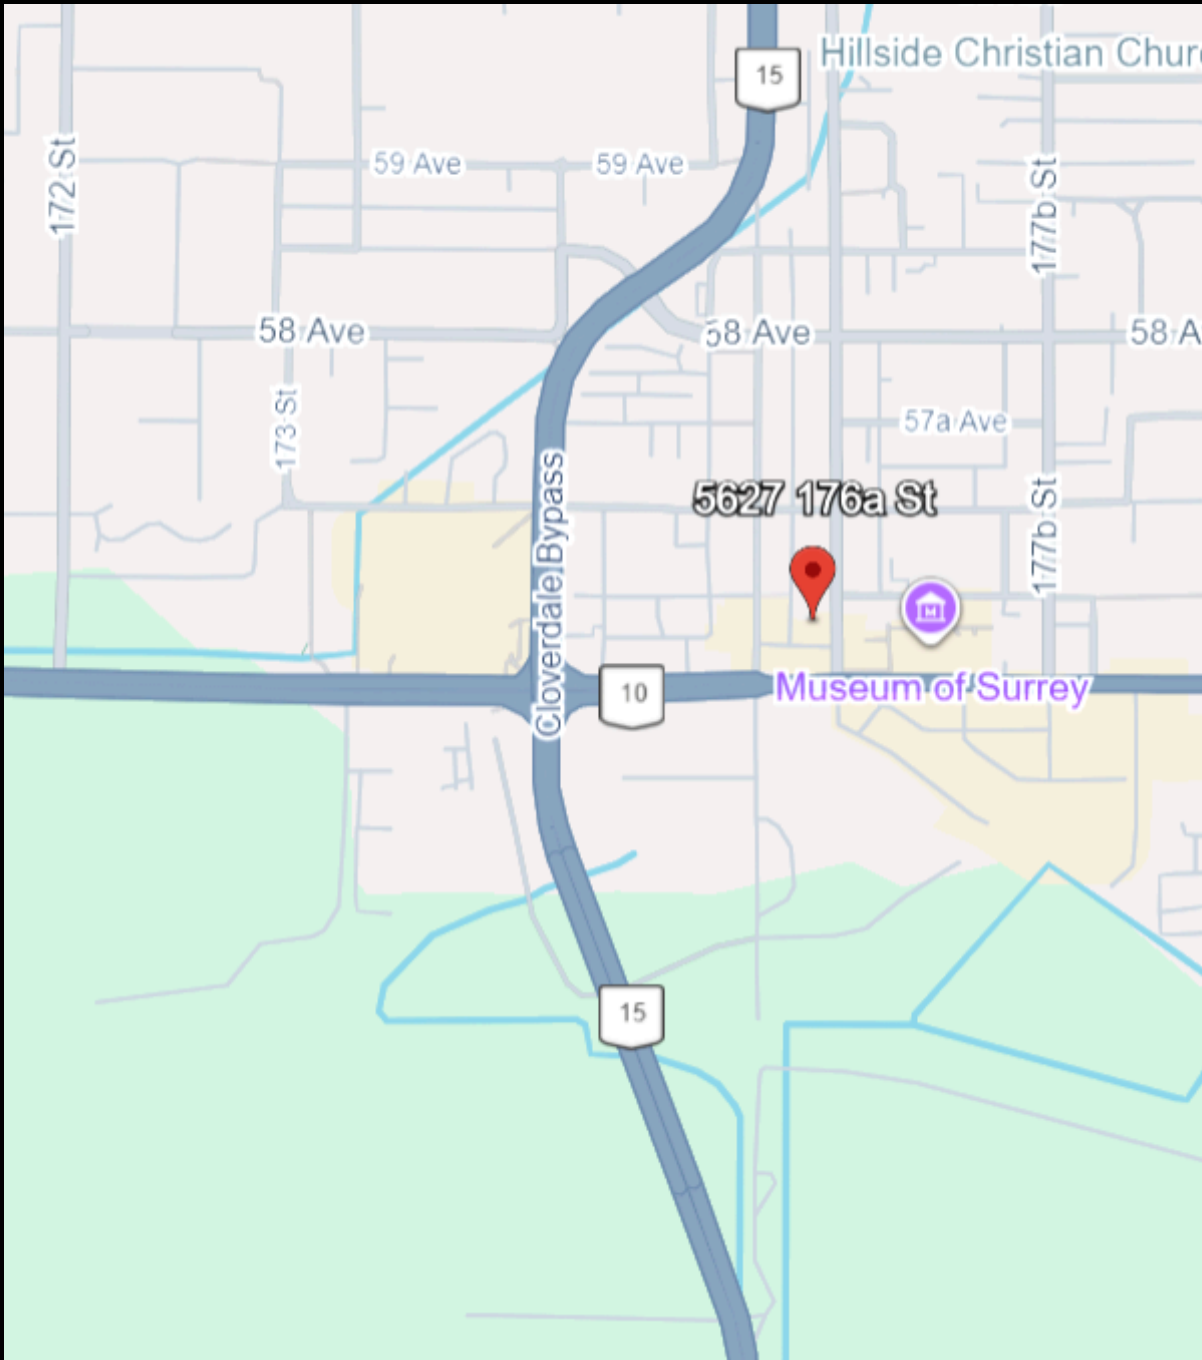 15
Hillside Christian Chur
172 St
59 Ave
59 Ave
177b St
58 Ave
58 Ave
58 A
173 St
57a Ave
5627 176a St
Cloverdale Bypass
177b St
M
10
Museum of Surrey
15